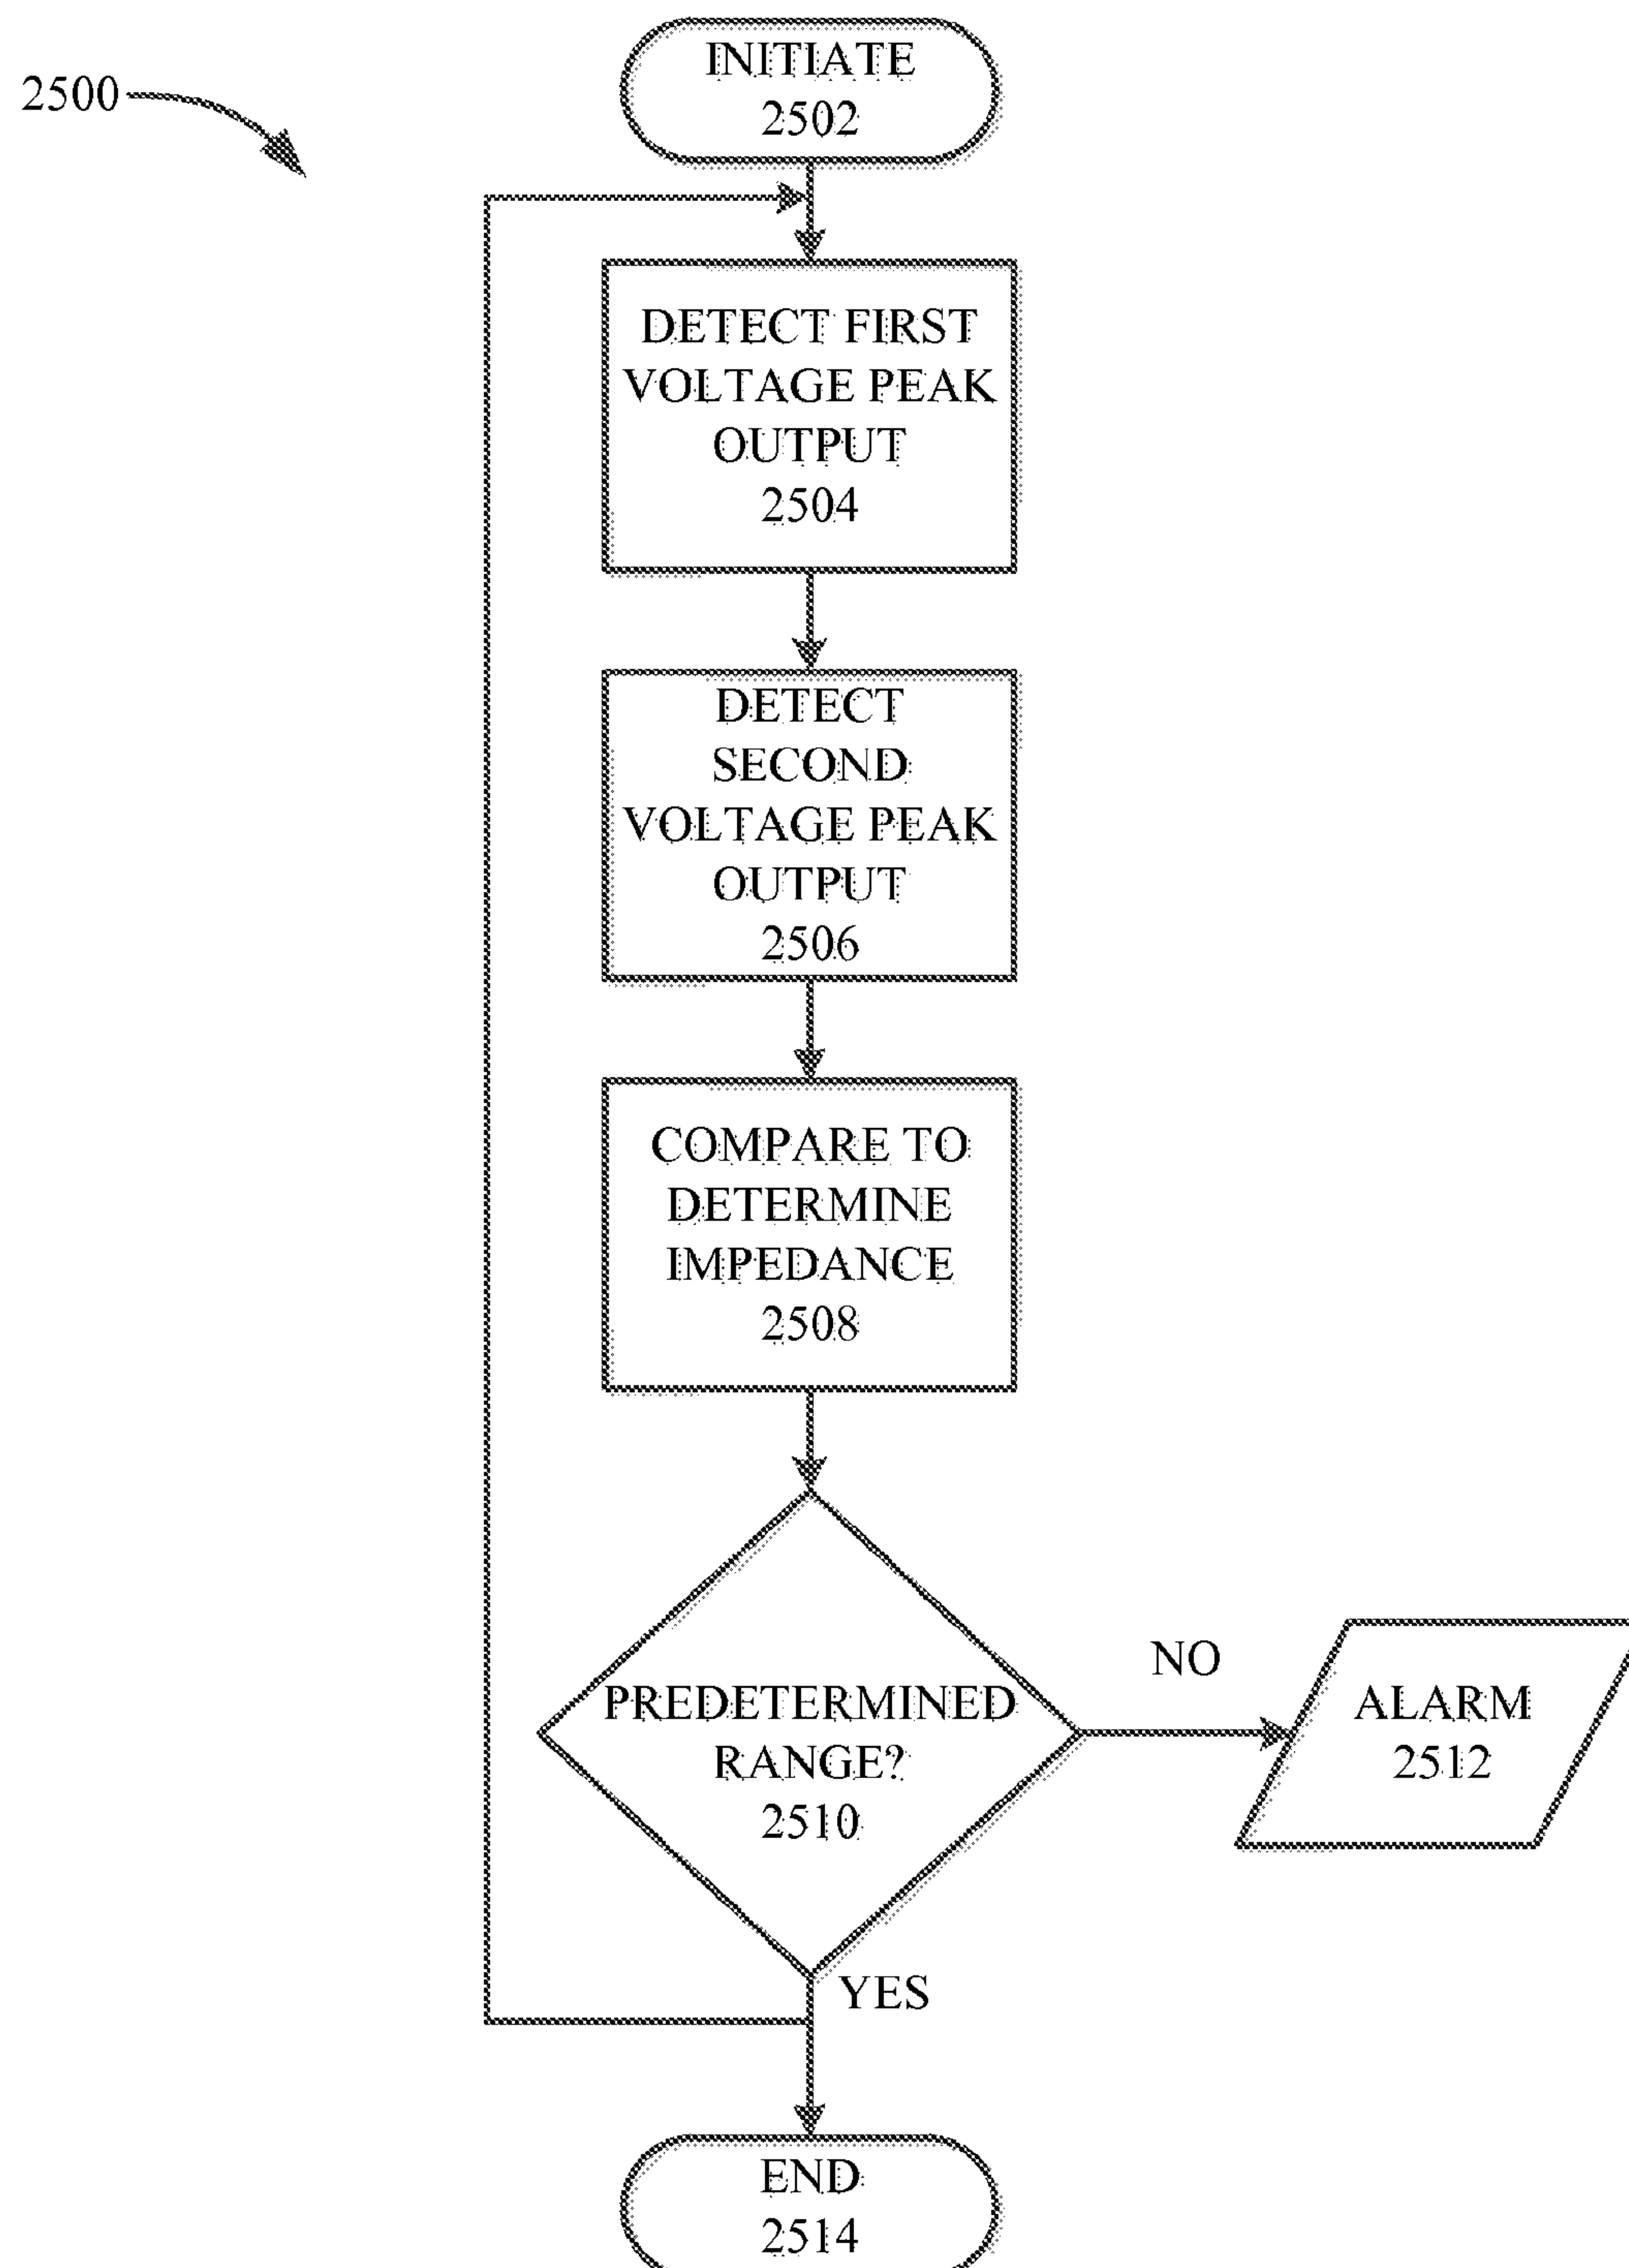 2500
INITIATE
2502
DETECT FIRST
VOLTAGE PEAK
OUTPUT
2504
DETECT
SECOND
VOLTAGE PEAK
OUTPUT
2506
COMPARE TO
DETERMINE
IMPEDANCE
2508
PREDETERMINED
RANGE?
2510
NO
ALARM
2512
YES
END
2514